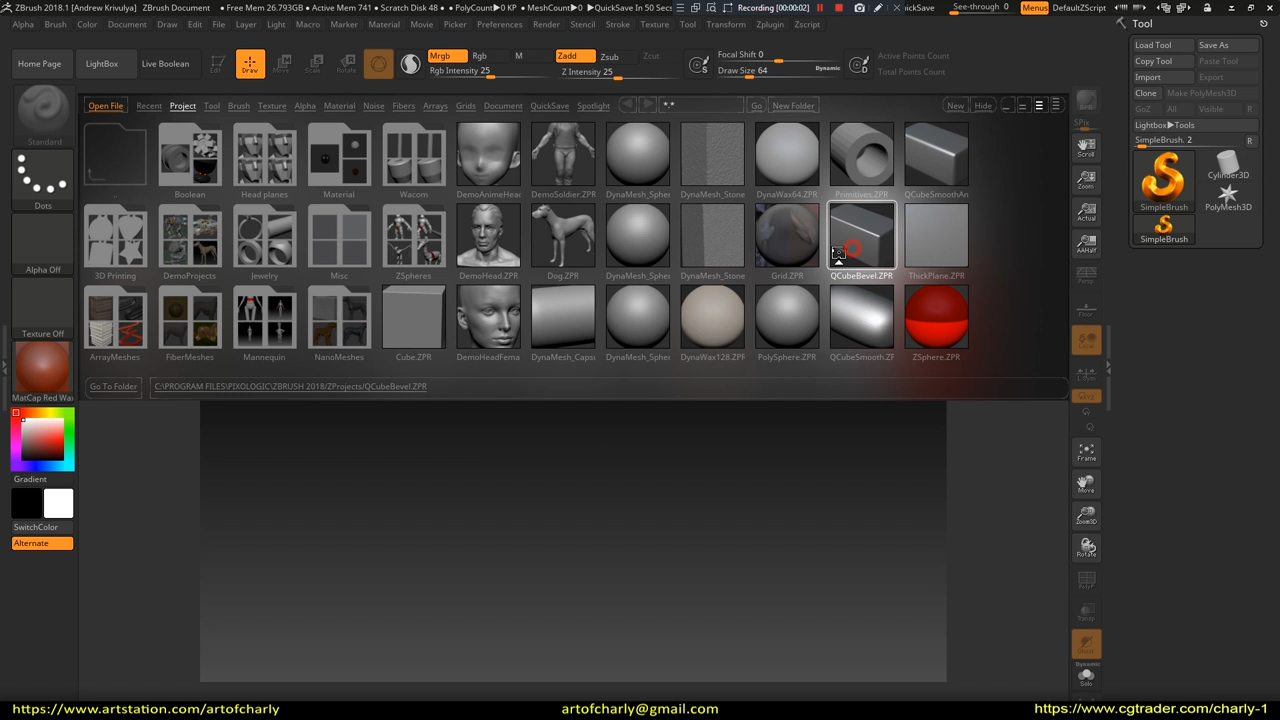 ZBrush 2018.1 [Andrew Krivulya] ZBrush Document ● Free Mem 26.793GB ● Active Mem 741 ● Scratch Disk 48 ● PolyCount▶0 KP ● MeshCount▶0 ▶QuickSave In 50 Secs Recording [00:00:02] ckSave See-through 0 Menus DefaultZScript
Alpha Brush Color Document Draw Edit File Layer Light Macro Marker Material Movie Picker Preferences Render Stencil Stroke Texture Tool Transform Zplugin Zscript
Home Page LightBox Live Boolean Edit Draw Move Scale Rotate
Mrgb Rgb M Zadd Zsub Zcut
Rgb Intensity 25 Z Intensity 25
Focal Shift 0
Draw Size 64 Dynamic
S D
Active Points Count
Total Points Count
Open File Recent Project Tool Brush Texture Alpha Material Noise Fibers Arrays Grids Document QuickSave Spotlight *.* Go New Folder New Hide
.. Boolean Head planes Material Wacom DemoAnimeHead DemoSoldier.ZPR DynaMesh_Spher DynaMesh_Stone DynaWax64.ZPR Primitives.ZPR QCubeSmoothAn
3D Printing DemoProjects Jewelry Misc ZSpheres DemoHead.ZPR Dog.ZPR DynaMesh_Spher DynaMesh_Stone Grid.ZPR QCubeBevel.ZPR ThickPlane.ZPR
ArrayMeshes FiberMeshes Mannequin NanoMeshes Cube.ZPR DemoHeadFema DynaMesh_Capsu DynaMesh_Spher DynaWax128.ZPR PolySphere.ZPR QCubeSmooth.ZF ZSphere.ZPR
Go To Folder C:\PROGRAM FILES\PIXOLOGIC\ZBRUSH 2018/ZProjects/QCubeBevel.ZPR
Standard
Dots
Alpha Off
Texture Off
MatCap Red Wa
Gradient
SwitchColor
Alternate
BPR
SPix
Scroll
Zoom
Actual
AAHalf
Persp
Floor
Local
L.Sym
Frame
Move
Zoom3D
Rotate
PolyF
Transp
Ghost
Dynamic
Solo
Tool
Load Tool Save As
Copy Tool Paste Tool
Import Export
Clone Make PolyMesh3D
GoZ All Visible R
Lightbox▶Tools
SimpleBrush. 2 R
SimpleBrush
Cylinder3D
PolyMesh3D
SimpleBrush
https://www.artstation.com/artofcharly artofcharly@gmail.com https://www.cgtrader.com/charly-1